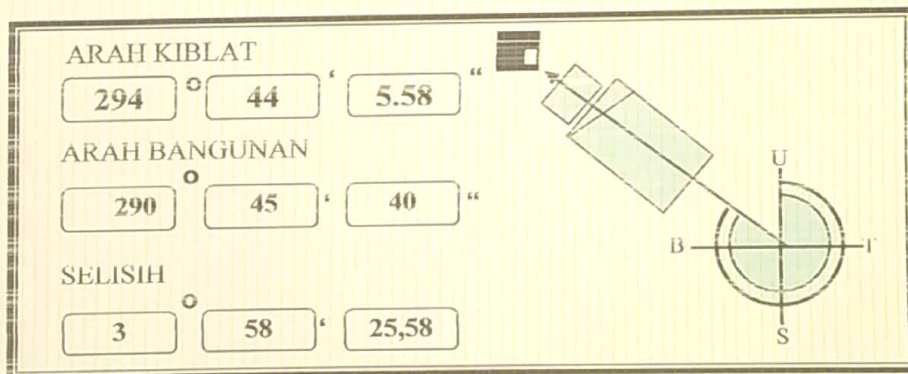 ARAH KIBLAT
294 ° 44 ‘ 5.58 “
ARAH BANGUNAN
290 ° 45 ‘ 40 “
SELISIH
3 ° 58 ‘ 25,58
U
B T
S